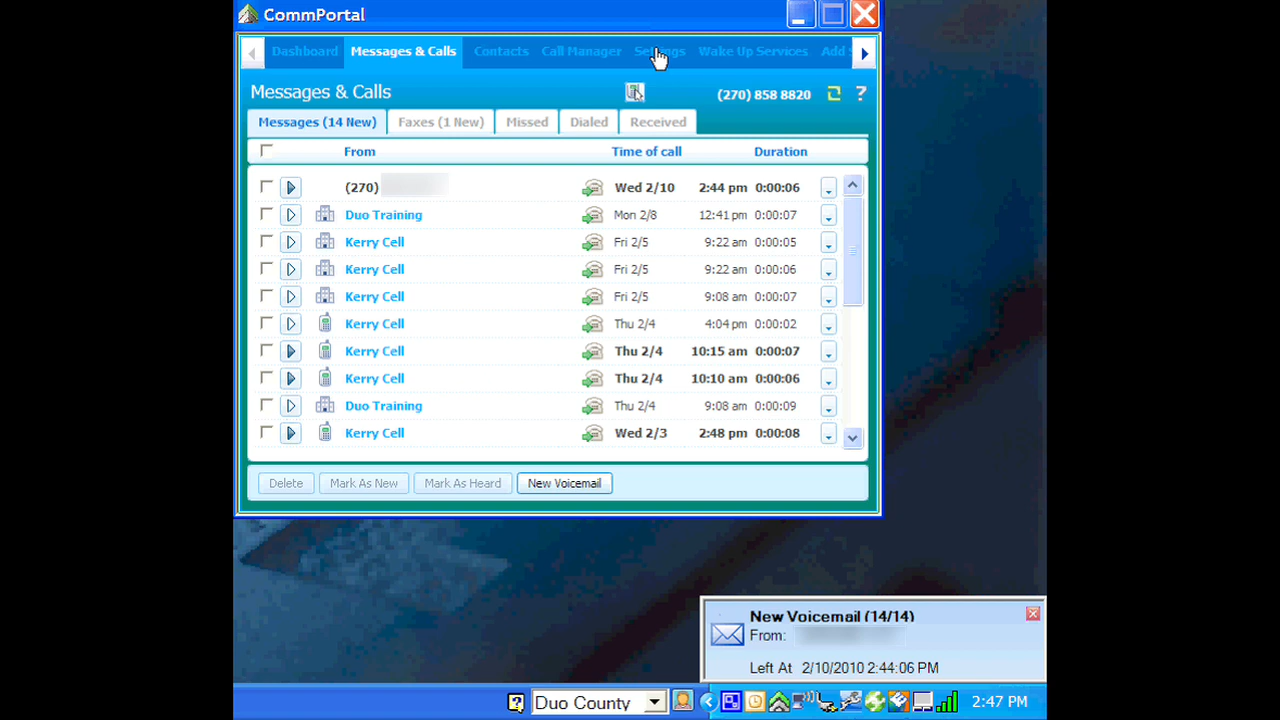 CommPortal
Dashboard Messages & Calls Contacts Call Manager Settings Wake Up Services Add
Messages & Calls (270) 858 8820 ?
Messages (14 New) Faxes (1 New) Missed Dialed Received
From Time of call Duration
(270) Wed 2/10 2:44 pm 0:00:06
Duo Training Mon 2/8 12:41 pm 0:00:07
Kerry Cell Fri 2/5 9:22 am 0:00:05
Kerry Cell Fri 2/5 9:22 am 0:00:06
Kerry Cell Fri 2/5 9:08 am 0:00:07
Kerry Cell Thu 2/4 4:04 pm 0:00:02
Kerry Cell Thu 2/4 10:15 am 0:00:07
Kerry Cell Thu 2/4 10:10 am 0:00:06
Duo Training Thu 2/4 9:08 am 0:00:09
Kerry Cell Wed 2/3 2:48 pm 0:00:08
Delete Mark As New Mark As Heard New Voicemail
New Voicemail (14/14)
From:
Left At 2/10/2010 2:44:06 PM
Duo County 2:47 PM